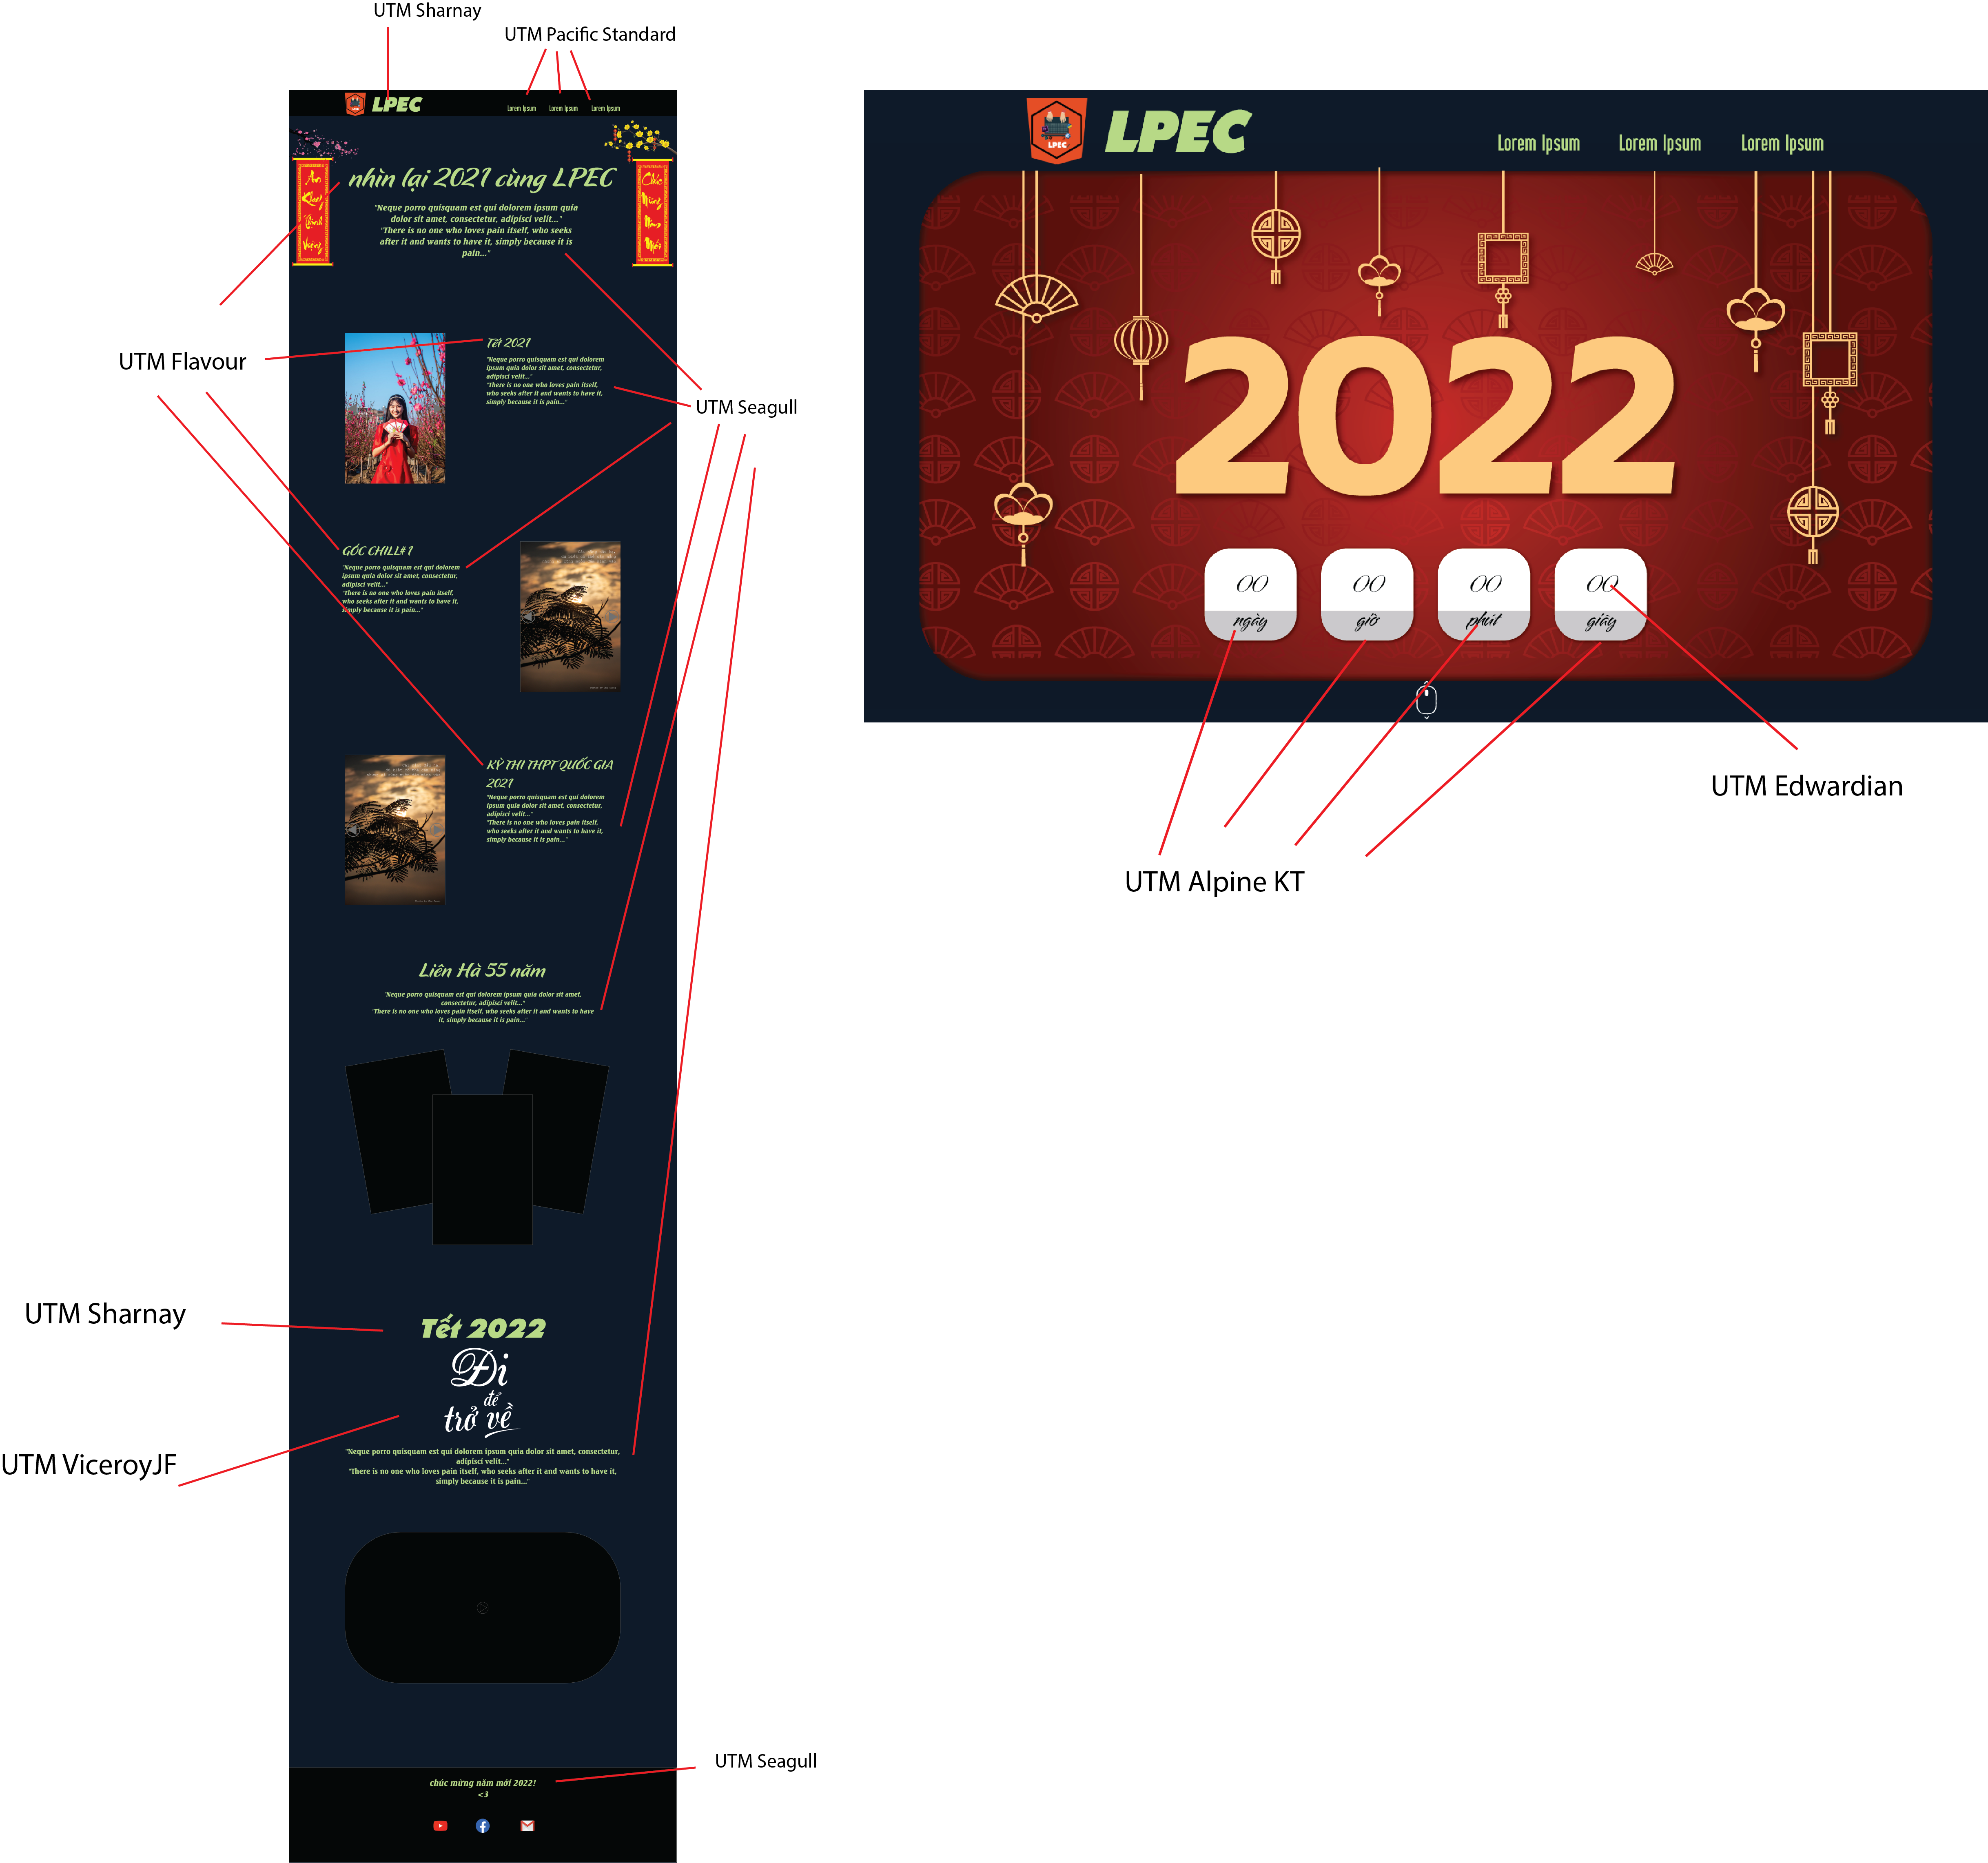 UTM Sharnay
UTM Pacific Standard
LPEC
Lorem Ipsum
Lorem Ipsum
Lorem Ipsum
An
Khang
Thịnh
Vượng
nhìn lại 2021 cùng LPEC
"Neque porro quisquam est qui dolorem ipsum quia
dolor sit amet, consectetur, adipisci velit..."
"There is no one who loves pain itself, who seeks
after it and wants to have it, simply because it is
pain..."
Chúc
Mừng
Năm
Mới
UTM Flavour
Tết 2021
"Neque porro quisquam est qui dolorem
ipsum quia dolor sit amet, consectetur,
adipisci velit..."
"There is no one who loves pain itself,
who seeks after it and wants to have it,
simply because it is pain..."
UTM Seagull
GÓC CHILL#1
"Neque porro quisquam est qui dolorem
ipsum quia dolor sit amet, consectetur,
adipisci velit..."
"There is no one who loves pain itself,
who seeks after it and wants to have it,
simply because it is pain..."
KỲ THI THPT QUỐC GIA
2021
"Neque porro quisquam est qui dolorem
ipsum quia dolor sit amet, consectetur,
adipisci velit..."
"There is no one who loves pain itself,
who seeks after it and wants to have it,
simply because it is pain..."
Liên Hà 55 năm
"Neque porro quisquam est qui dolorem ipsum quia dolor sit amet,
consectetur, adipisci velit..."
"There is no one who loves pain itself, who seeks after it and wants to have
it, simply because it is pain..."
UTM Sharnay
Tết 2022
Đi
để
trở về
UTM ViceroyJF
"Neque porro quisquam est qui dolorem ipsum quia dolor sit amet, consectetur,
adipisci velit..."
"There is no one who loves pain itself, who seeks after it and wants to have it,
simply because it is pain..."
UTM Seagull
chúc mừng năm mới 2022!
<3
LPEC
LPEC
Lorem Ipsum
Lorem Ipsum
Lorem Ipsum
2022
00
00
00
00
ngày
giờ
phút
giây
UTM Edwardian
UTM Alpine KT